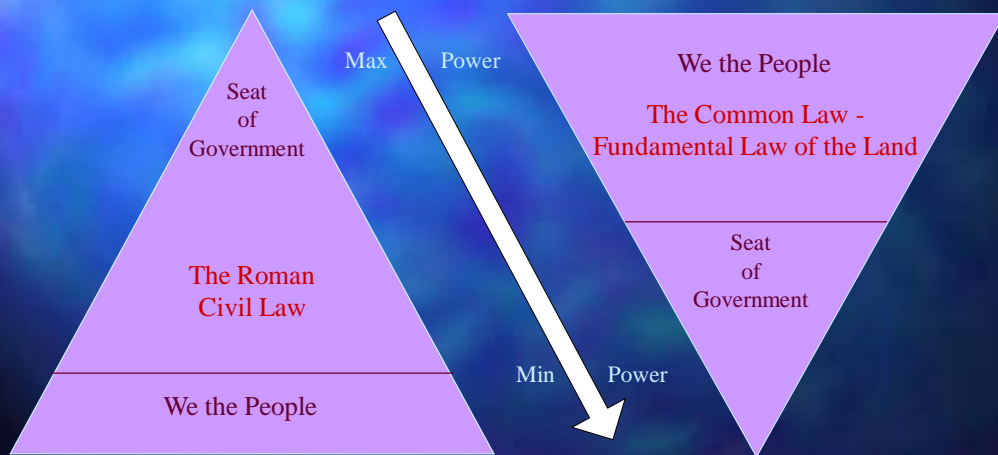 Seat
of
Government
The Roman
Civil Law
We the People
Max Power
Min Power
We the People
The Common Law -
Fundamental Law of the Land
Seat
of
Government